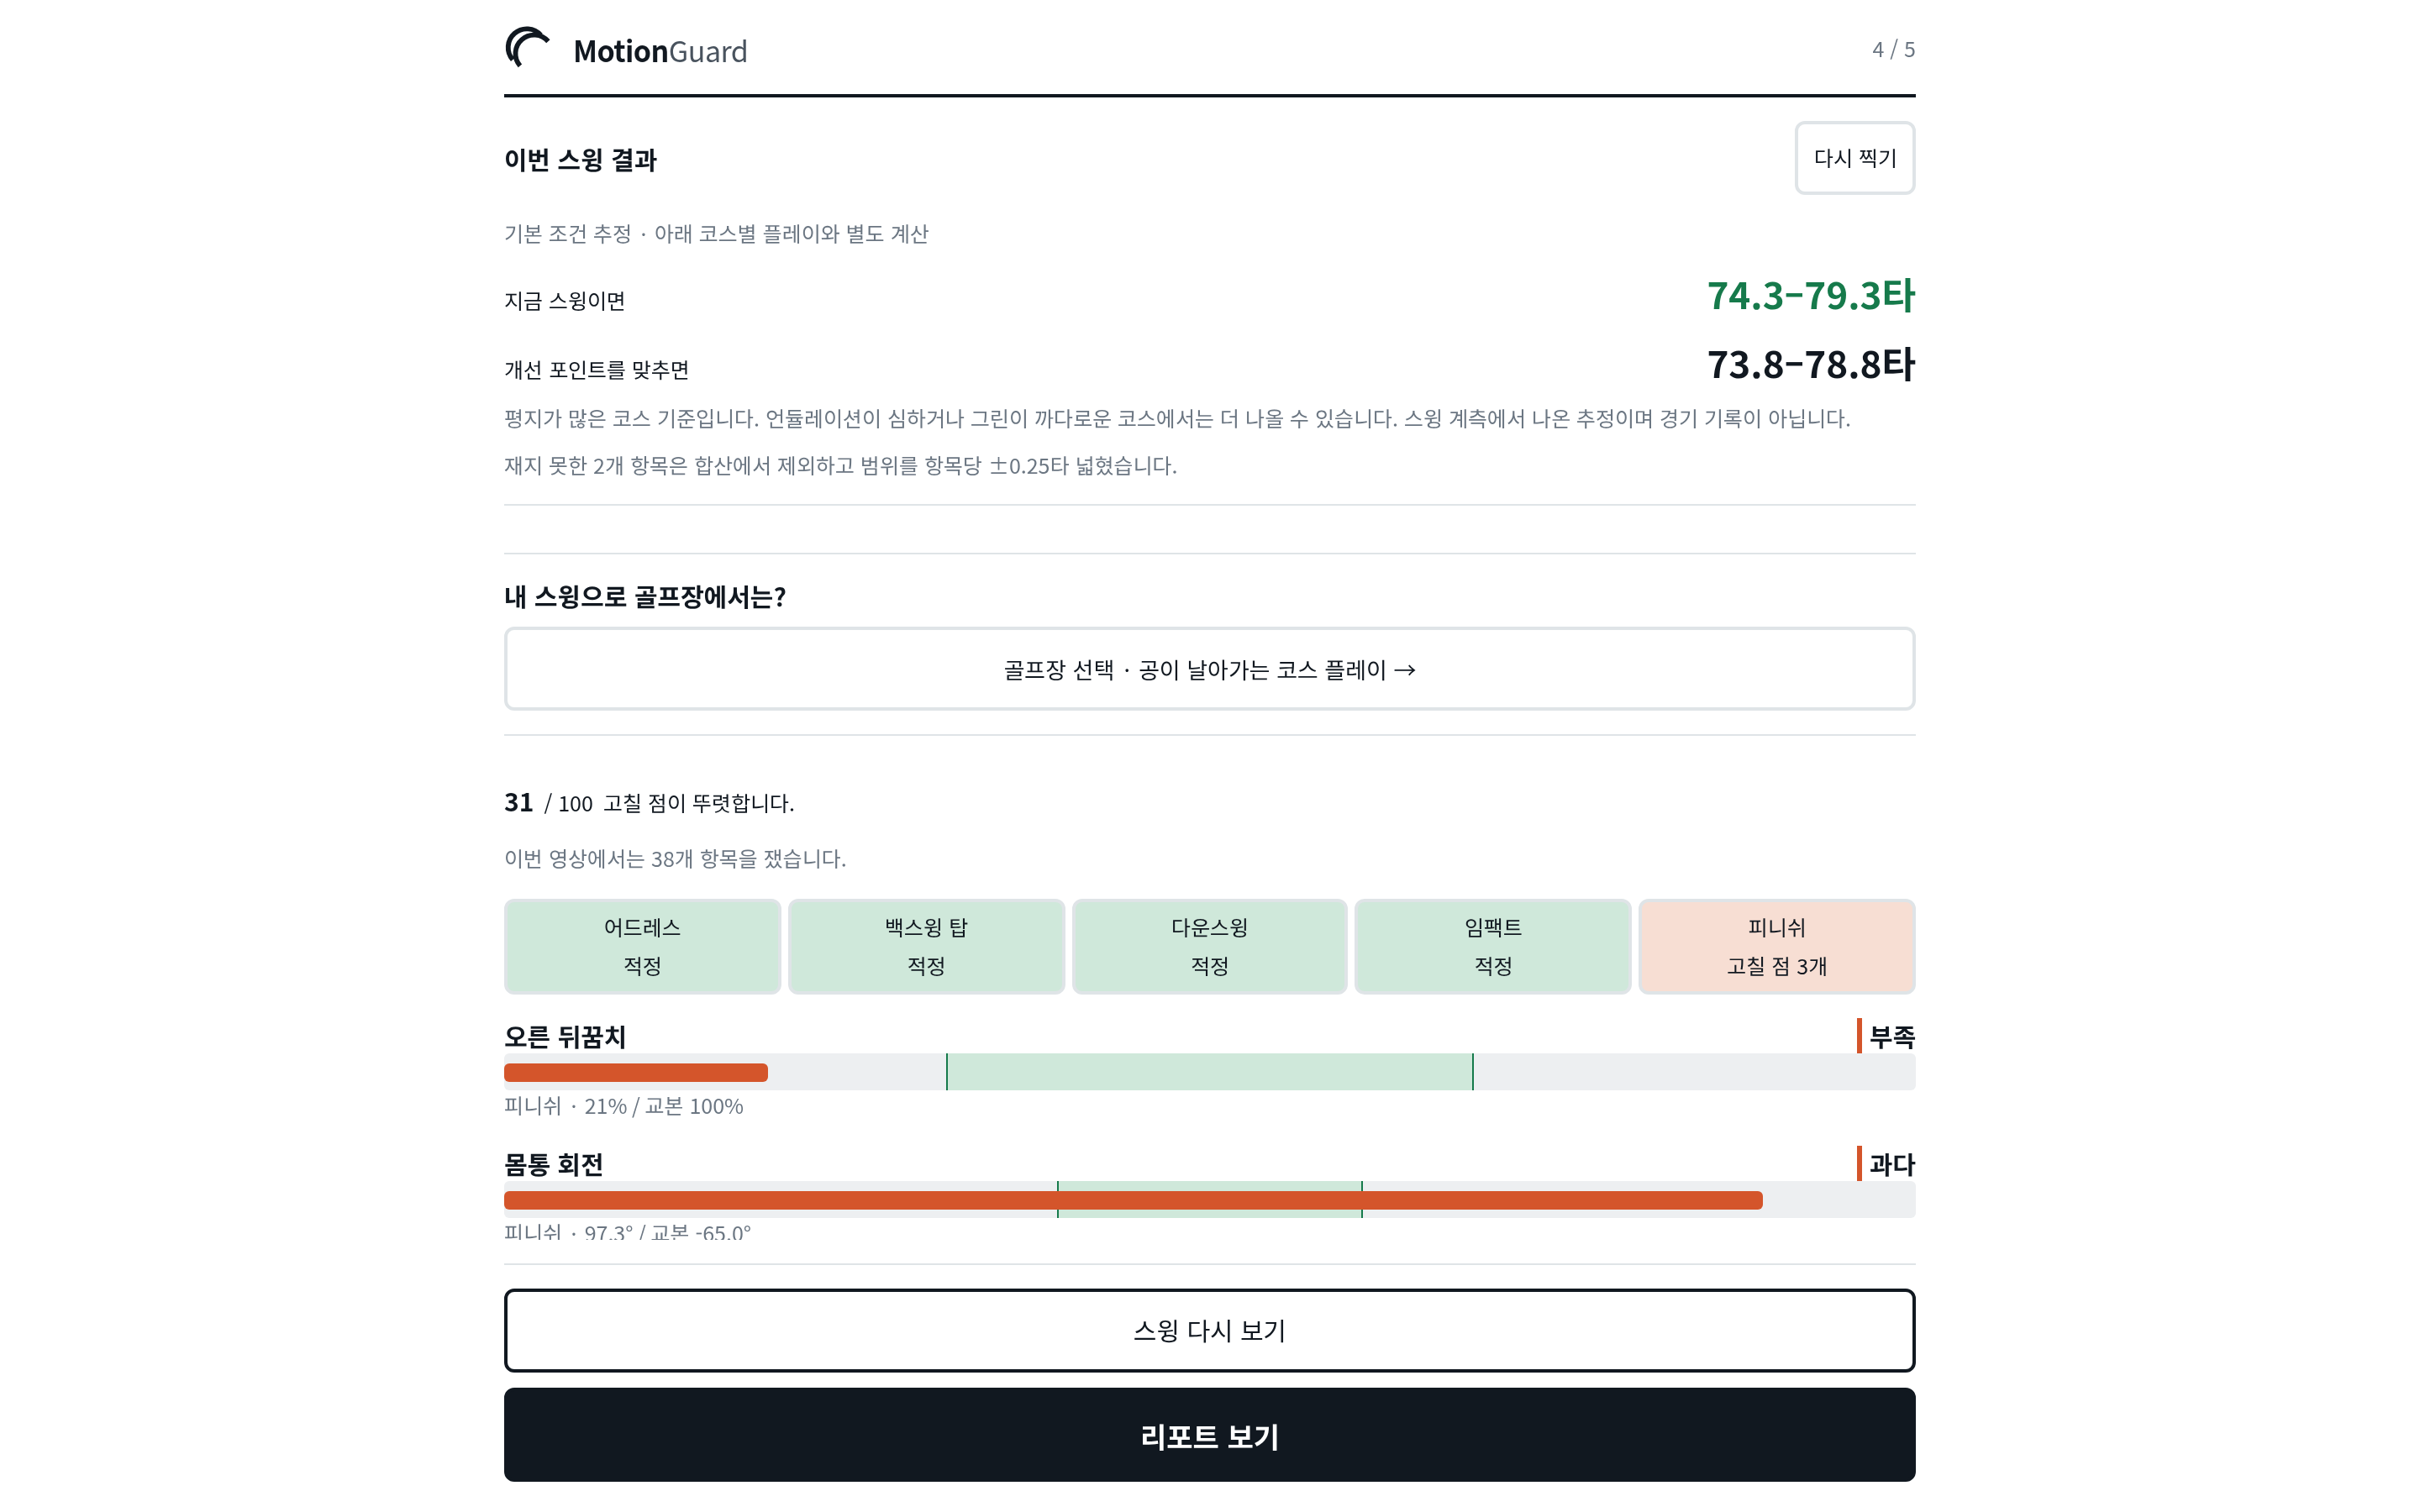 MotionGuard
4 / 5
이번 스윙 결과
다시 찍기
기본 조건 추정 · 아래 코스별 플레이와 별도 계산
지금 스윙이면
74.3–79.3타
개선 포인트를 맞추면
73.8–78.8타
평지가 많은 코스 기준입니다. 언듈레이션이 심하거나 그린이 까다로운 코스에서는 더 나올 수 있습니다. 스윙 계측에서 나온 추정이며 경기 기록이 아닙니다.
재지 못한 2개 항목은 합산에서 제외하고 범위를 항목당 ±0.25타 넓혔습니다.
내 스윙으로 골프장에서는?
골프장 선택 · 공이 날아가는 코스 플레이 →
31 / 100 고칠 점이 뚜렷합니다.
이번 영상에서는 38개 항목을 쟀습니다.
어드레스
적정
백스윙 탑
적정
다운스윙
적정
임팩트
적정
피니쉬
고칠 점 3개
오른 뒤꿈치
부족
피니쉬 · 21% / 교본 100%
몸통 회전
과다
피니쉬 · 97.3° / 교본 -65.0°
스윙 다시 보기
리포트 보기